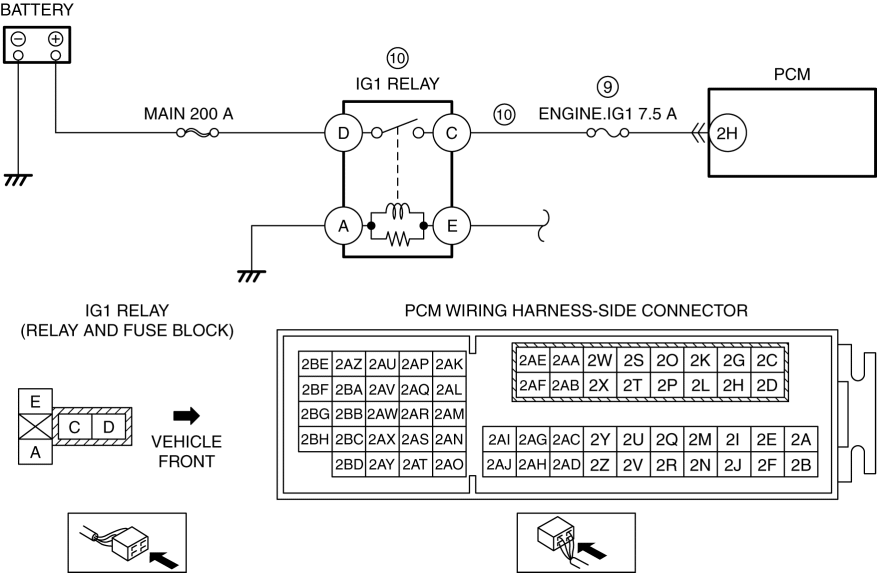 BATTERY
− +
⑩
IG1 RELAY
MAIN 200 A
⑩
⑨
ENGINE.IG1 7.5 A
PCM
D C
2H
A E
IG1 RELAY
(RELAY AND FUSE BLOCK)
E
C D
A
VEHICLE
FRONT
PCM WIRING HARNESS-SIDE CONNECTOR
2BE 2AZ 2AU 2AP 2AK
2BF 2BA 2AV 2AQ 2AL
2BG 2BB 2AW 2AR 2AM
2BH 2BC 2AX 2AS 2AN
2BD 2AY 2AT 2AO
2AE 2AA 2W 2S 2O 2K 2G 2C
2AF 2AB 2X 2T 2P 2L 2H 2D
2AI 2AG 2AC 2Y 2U 2Q 2M 2I 2E 2A
2AJ 2AH 2AD 2Z 2V 2R 2N 2J 2F 2B